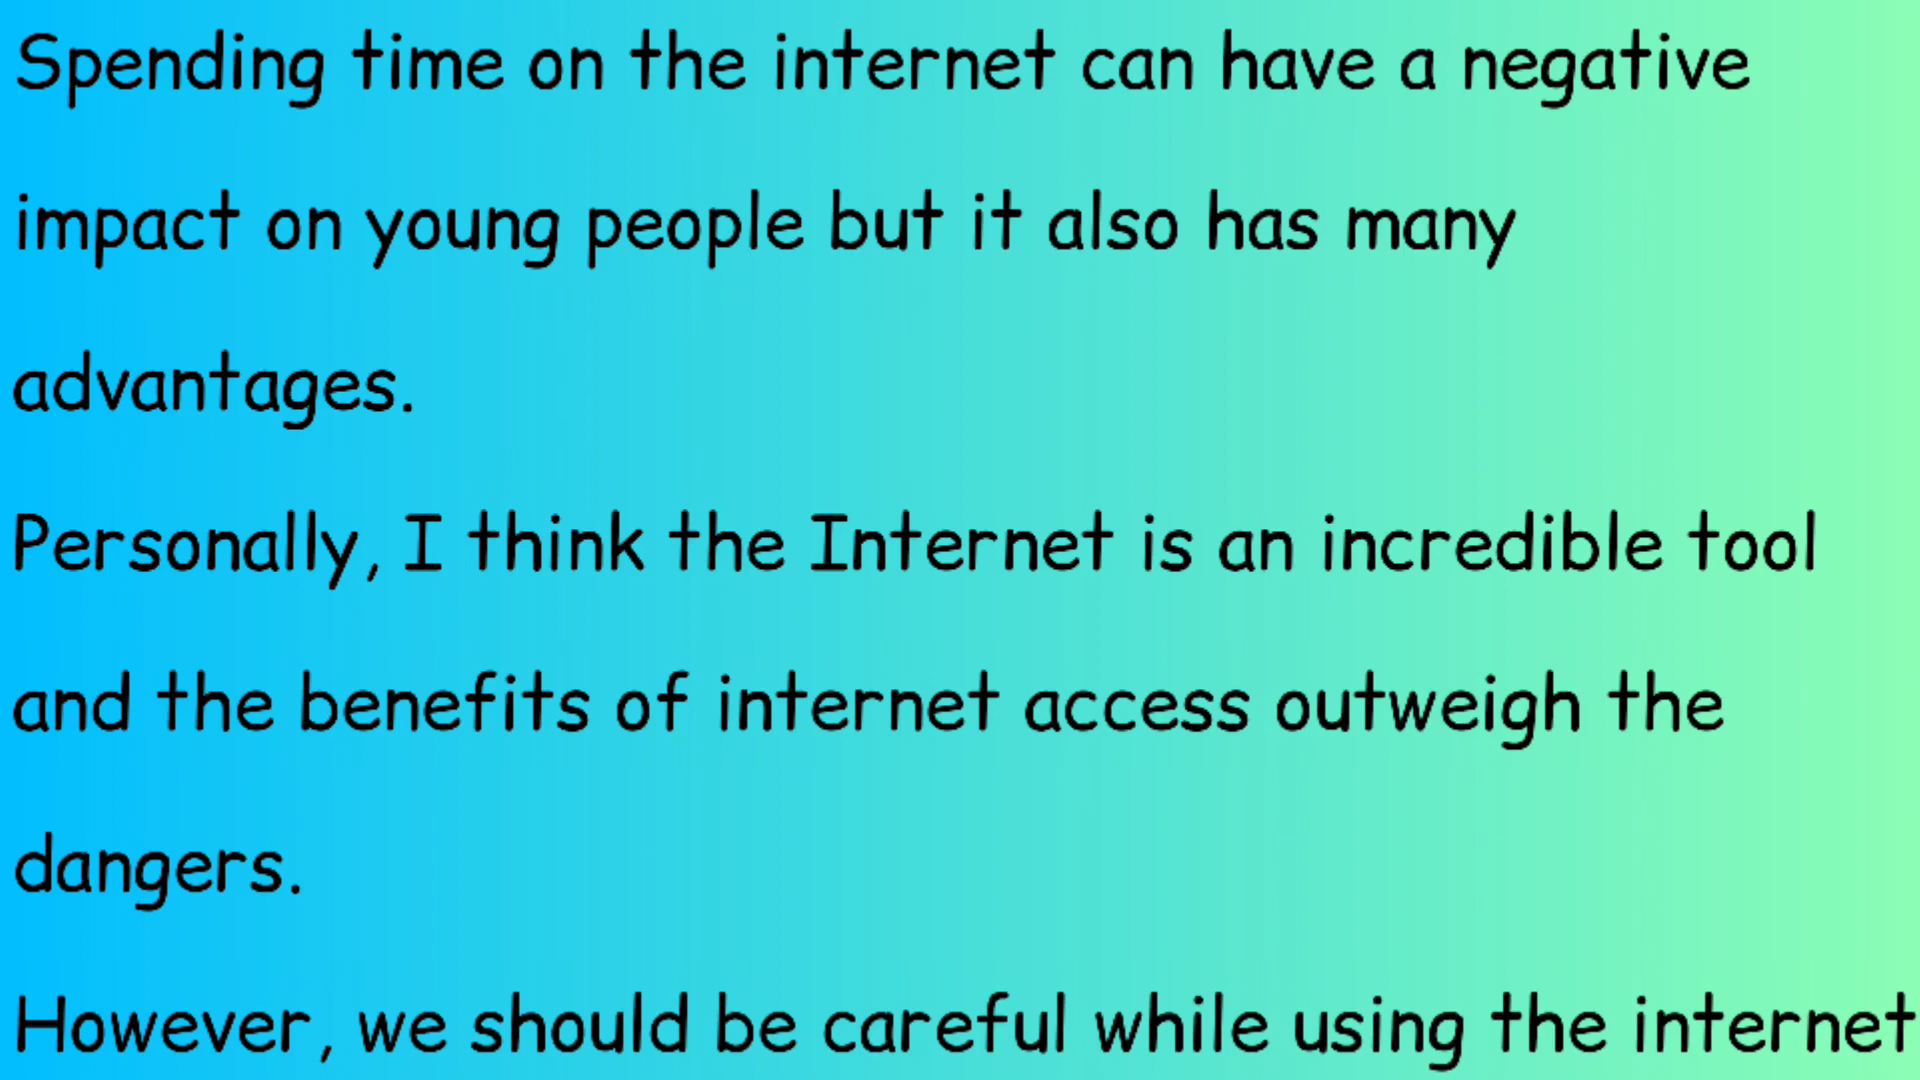 Spending time on the internet can have a negative
impact on young people but it also has many
advantages.
Personally, I think the Internet is an incredible tool
and the benefits of internet access outweigh the
dangers.
However, we should be careful while using the internet